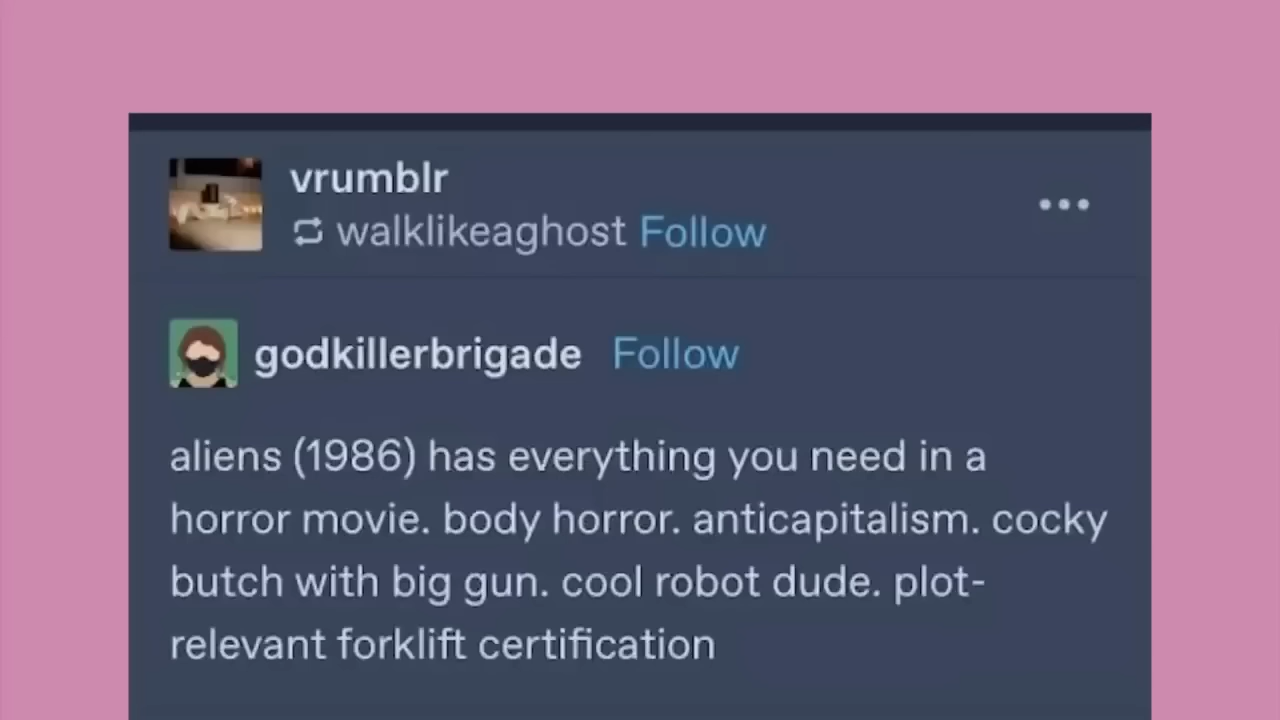 vrumblr
walklikeaghost Follow
godkillerbrigade Follow
aliens (1986) has everything you need in a
horror movie. body horror. anticapitalism. cocky
butch with big gun. cool robot dude. plot-
relevant forklift certification